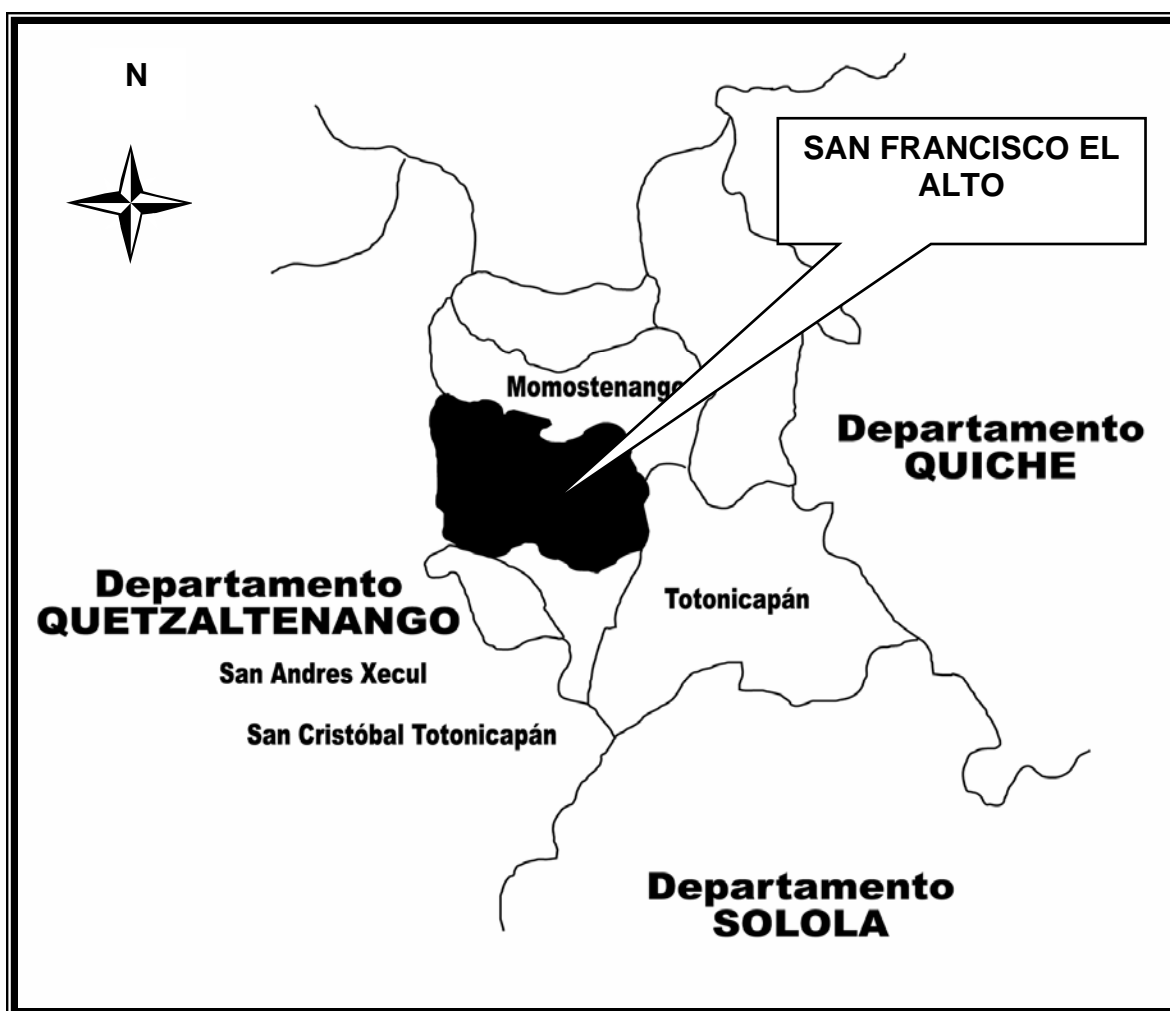 N
SAN FRANCISCO EL
ALTO
Momostenango
Departamento
QUICHE
Departamento
QUETZALTENANGO
Totonicapán
San Andres Xecul
San Cristóbal Totonicapán
Departamento
SOLOLA